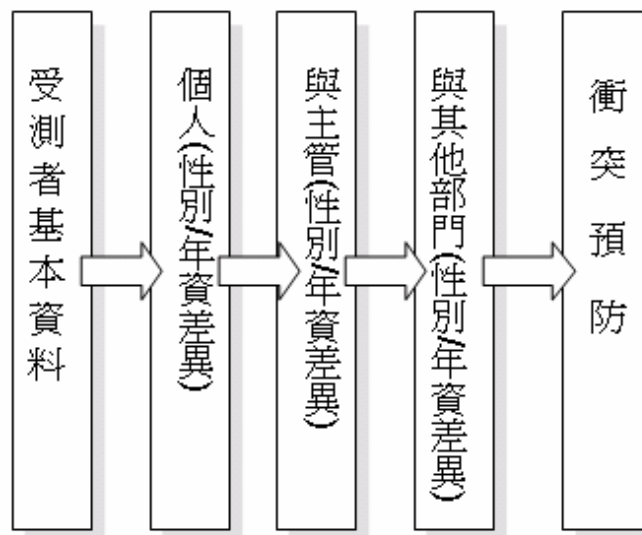 受測者基本資料
個人(性別/年資差異)
與主管(性別/年資差異)
與其他部門(性別/年資差異)
衝突預防